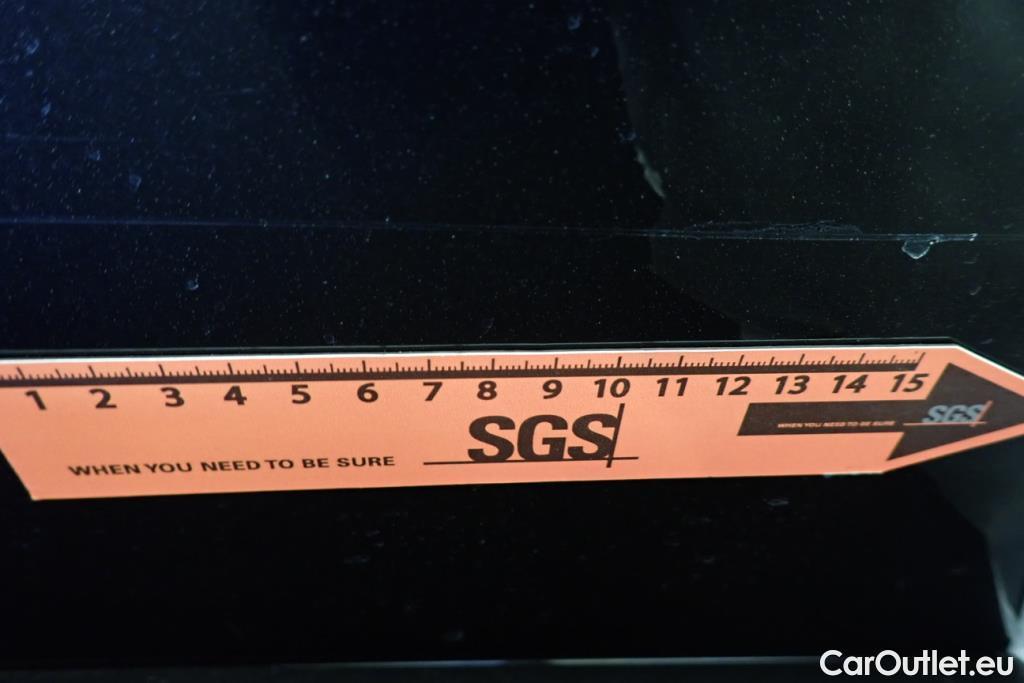 1 2 3 4 5 6 7 8 9 10 11 12 13 14 15
SGS
WHEN YOU NEED TO BE SURE
WHEN YOU NEED TO BE SURE
SGS
CarOutlet.eu